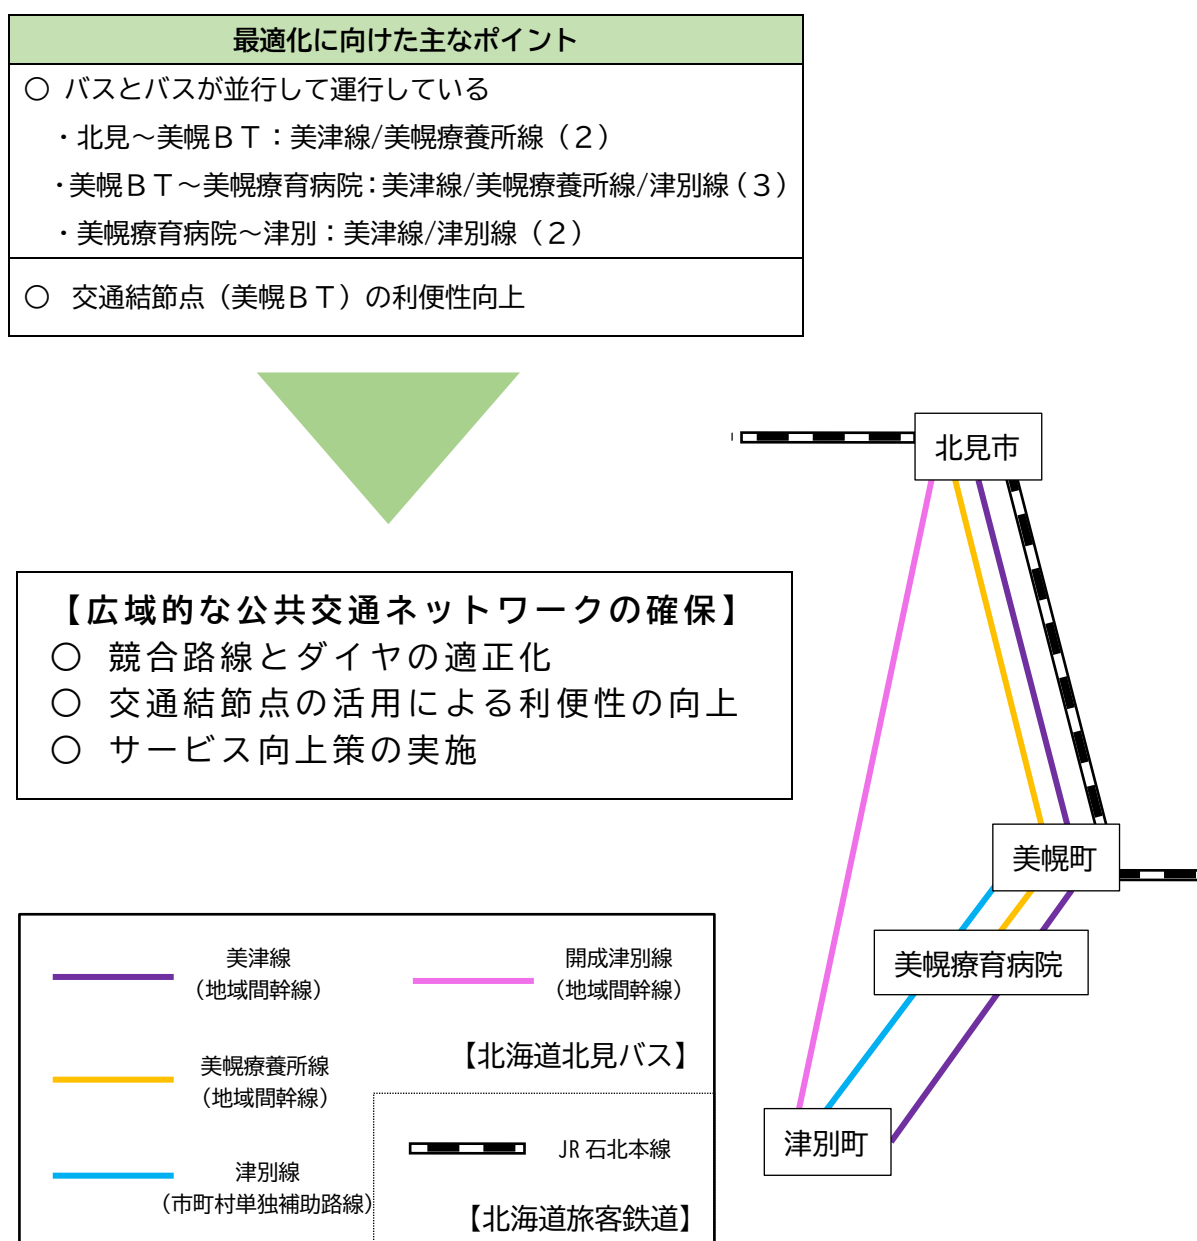 最適化に向けた主なポイント
○ バスとバスが並行して運行している
・北見～美幌ＢＴ：美津線/美幌療養所線（２）
・美幌ＢＴ～美幌療育病院：美津線/美幌療養所線/津別線（３）
・美幌療育病院～津別：美津線/津別線（２）
○ 交通結節点（美幌ＢＴ）の利便性向上
【広域的な公共交通ネットワークの確保】
○ 競合路線とダイヤの適正化
○ 交通結節点の活用による利便性の向上
○ サービス向上策の実施
北見市
美幌町
美幌療育病院
津別町
美津線
（地域間幹線）
美幌療養所線
（地域間幹線）
津別線
（市町村単独補助路線）
開成津別線
（地域間幹線）
【北海道北見バス】
JR 石北本線
【北海道旅客鉄道】